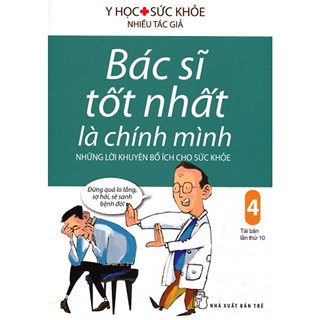 Y HỌC+SỨC KHỎE
NHIỀU TÁC GIẢ
Bác sĩ
tốt nhất
là chính mình
NHỮNG LỜI KHUYÊN BỔ ÍCH CHO SỨC KHỎE
Đừng quá lo lắng,
sợ hãi, sẽ sanh
bệnh đó!
4
Tái bản
lần thứ 10
NHÀ XUẤT BẢN TRẺ